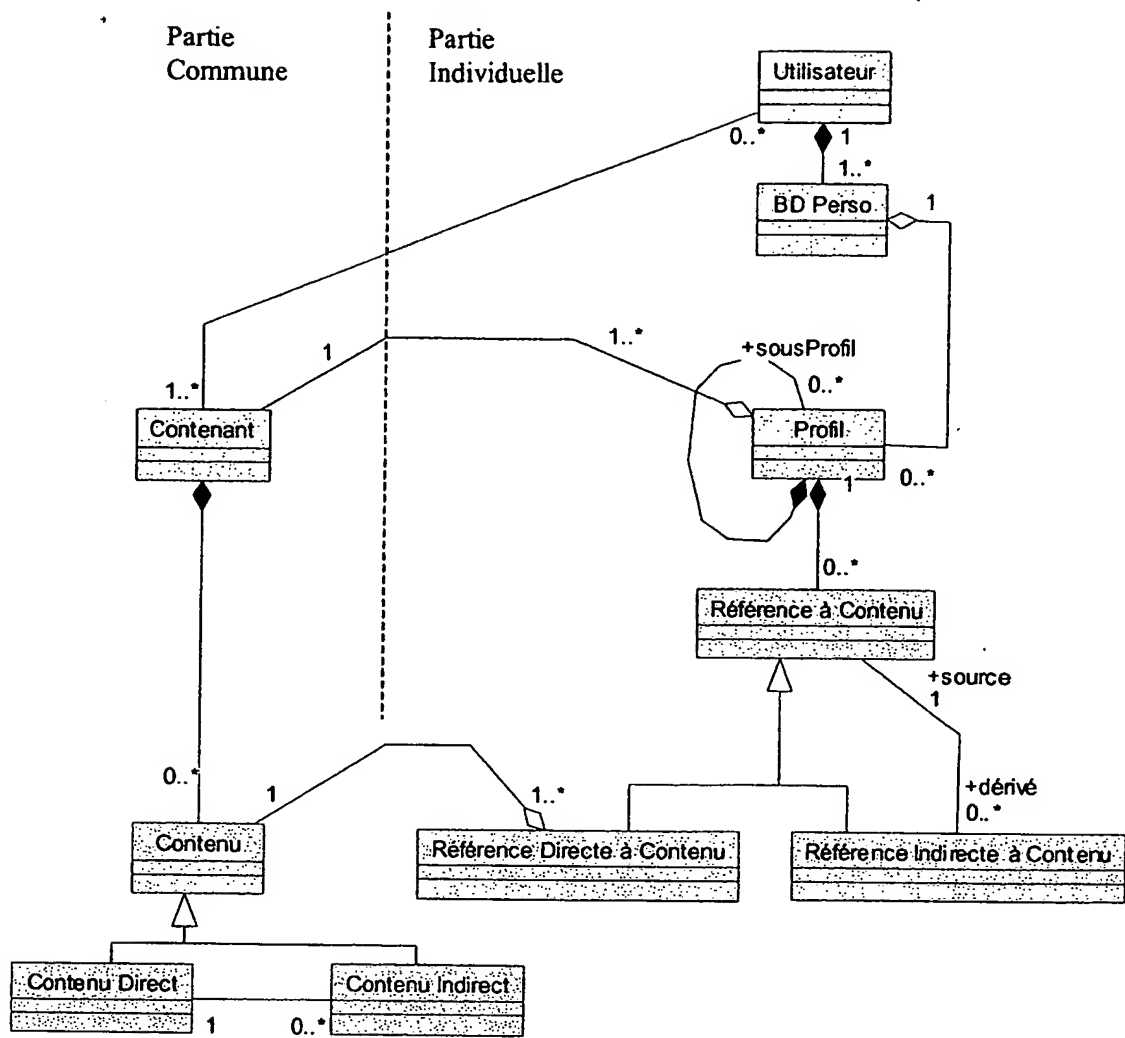 Partie
Commune
Partie
Individuelle
Utilisateur
0..*
1
1..*
BD Perso
1
1..*
1
+sousProfil
0..*
1..*
Contenant
Profil
1
0..*
0..*
Référence à Contenu
+source
1
0..*
1
1..*
+dérivé
0..*
Contenu
Référence Directe à Contenu
Référence Indirecte à Contenu
Contenu Direct
Contenu Indirect
1
0..*